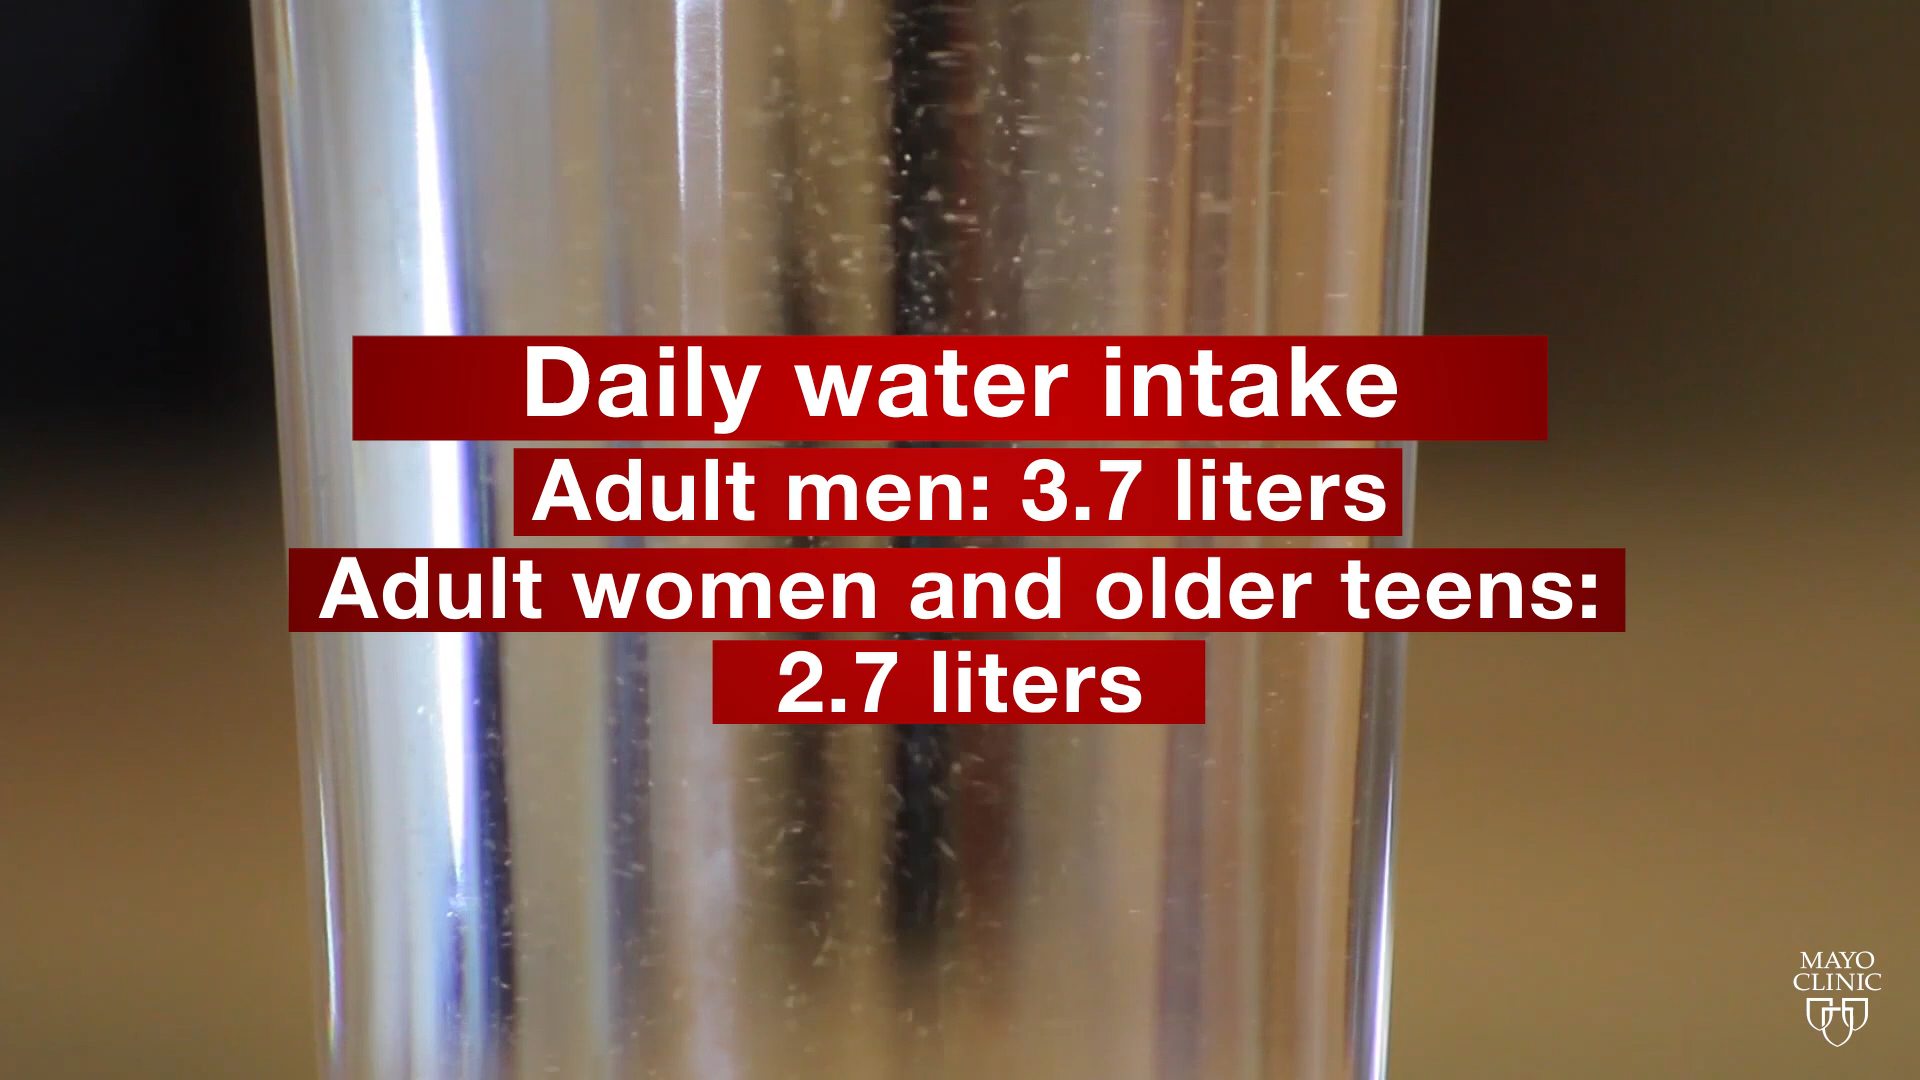 Daily water intake
Adult men: 3.7 liters
Adult women and older teens:
2.7 liters
MAYO
CLINIC